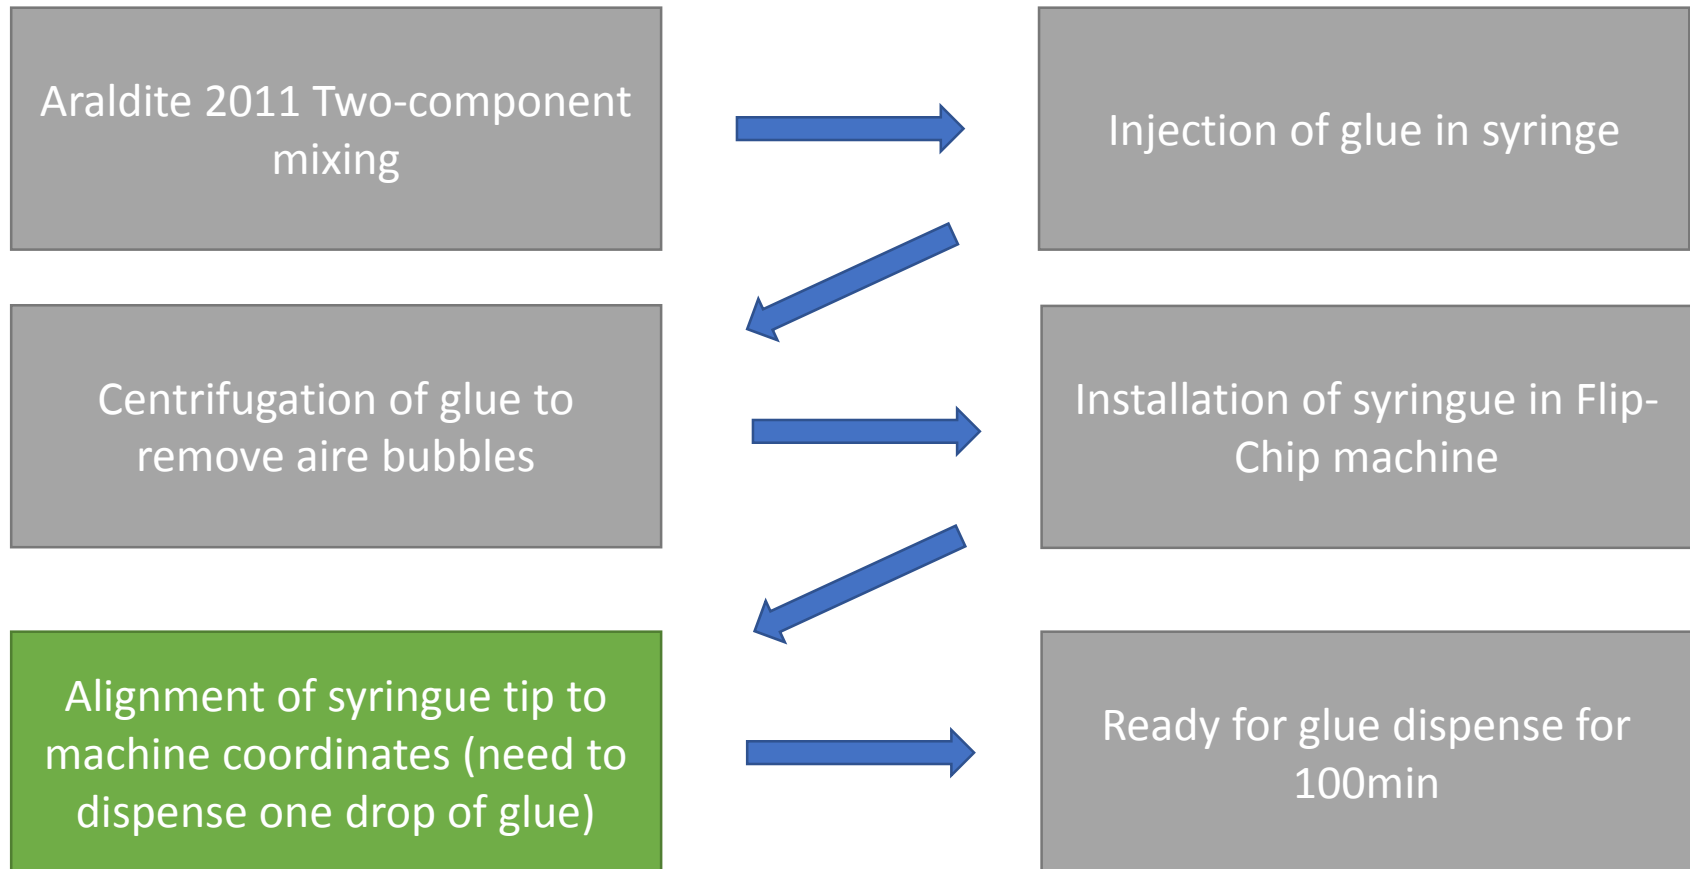 Araldite 2011 Two-component
mixing
Injection of glue in syringe
Centrifugation of glue to
remove aire bubbles
Installation of syringue in Flip-
Chip machine
Alignment of syringue tip to
machine coordinates (need to
dispense one drop of glue)
Ready for glue dispense for
100min